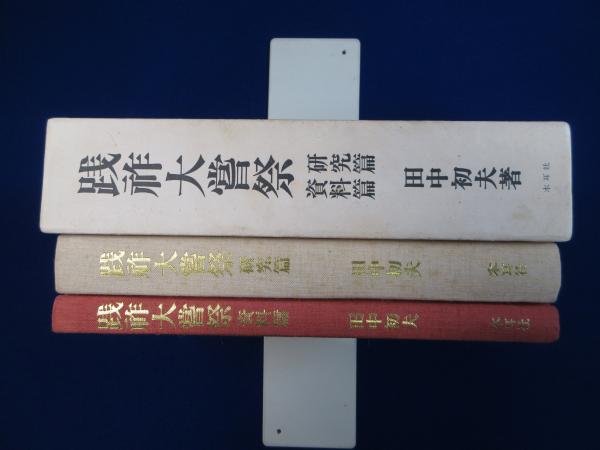 践祚大嘗祭 研究篇
資料篇
田中初夫著
木耳社
践祚大嘗祭 研究篇
田中初夫
木耳社
践祚大嘗祭 資料篇
田中初夫
木耳社